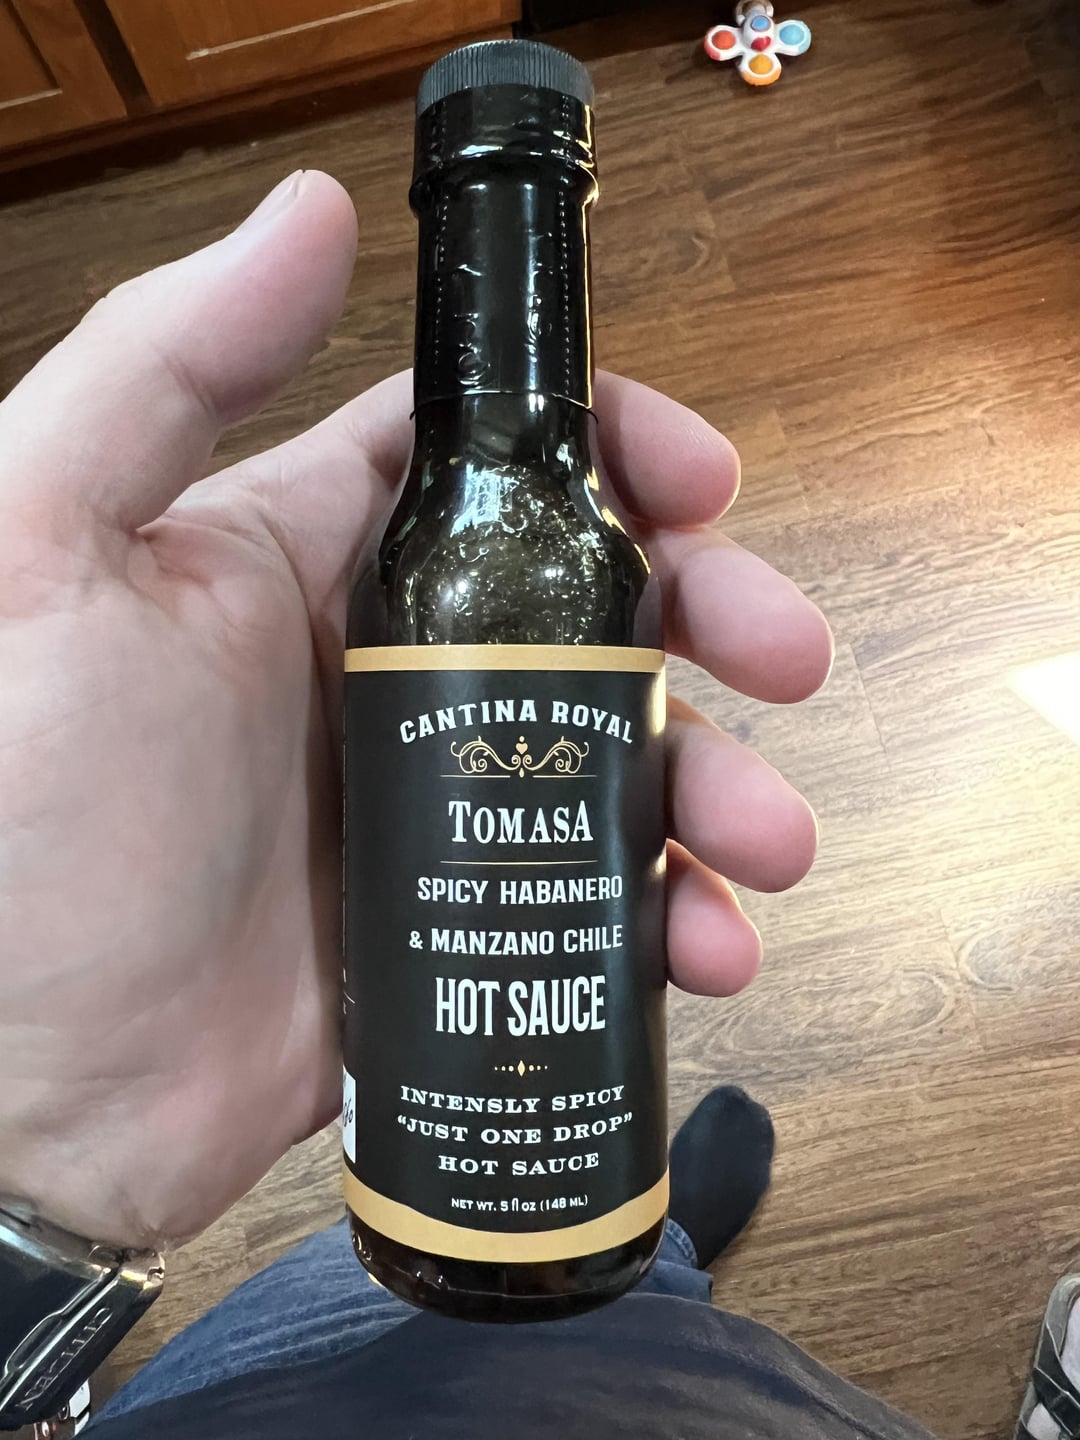 CANTINA ROYAL
TOMASA
SPICY HABANERO
& MANZANO CHILE
HOT SAUCE
INTENSLY SPICY
"JUST ONE DROP"
HOT SAUCE
NET WT. 5 fl oz (148 ML)
CITIZEN